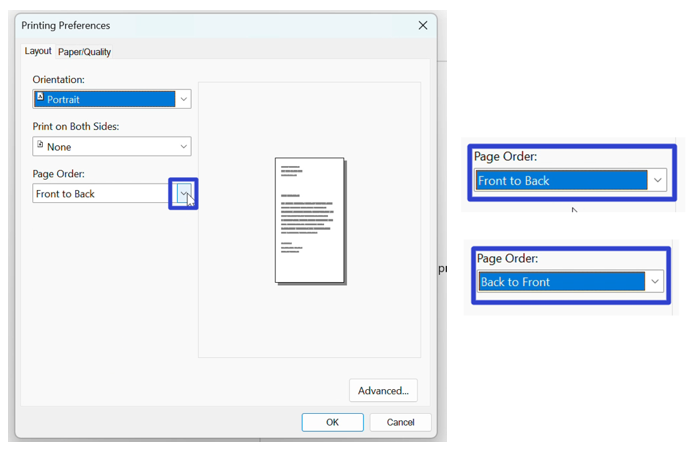 Printing Preferences
Layout Paper/Quality
Orientation:
Portrait
Print on Both Sides:
None
Page Order:
Front to Back
Advanced...
OK Cancel
pr
Page Order:
Front to Back
Page Order:
Back to Front